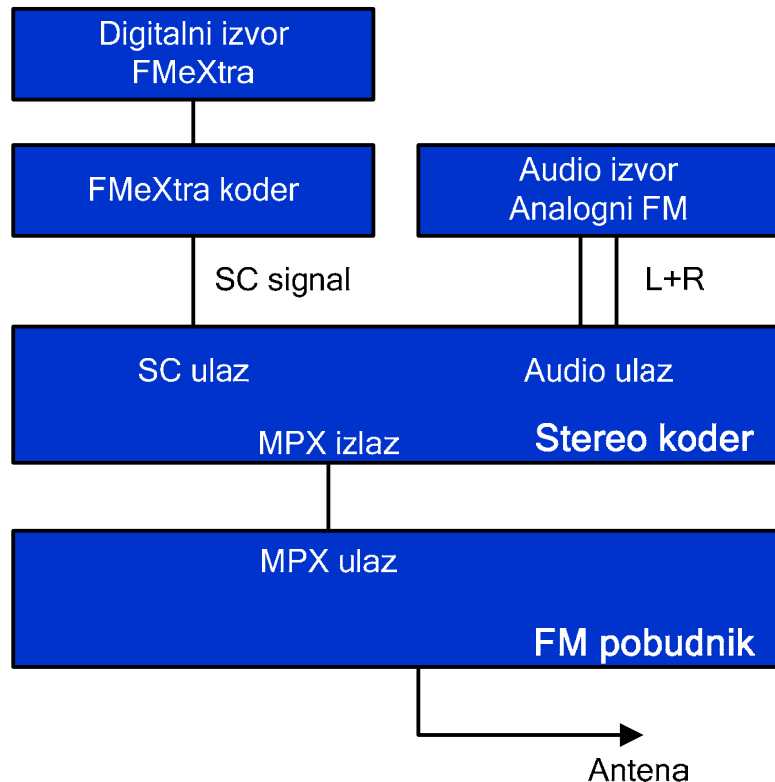 Digitalni izvor
FMeXtra
FMeXtra koder
Audio izvor
Analogni FM
SC signal
L+R
SC ulaz
Audio ulaz
MPX izlaz
Stereo koder
MPX ulaz
FM pobudnik
Antena